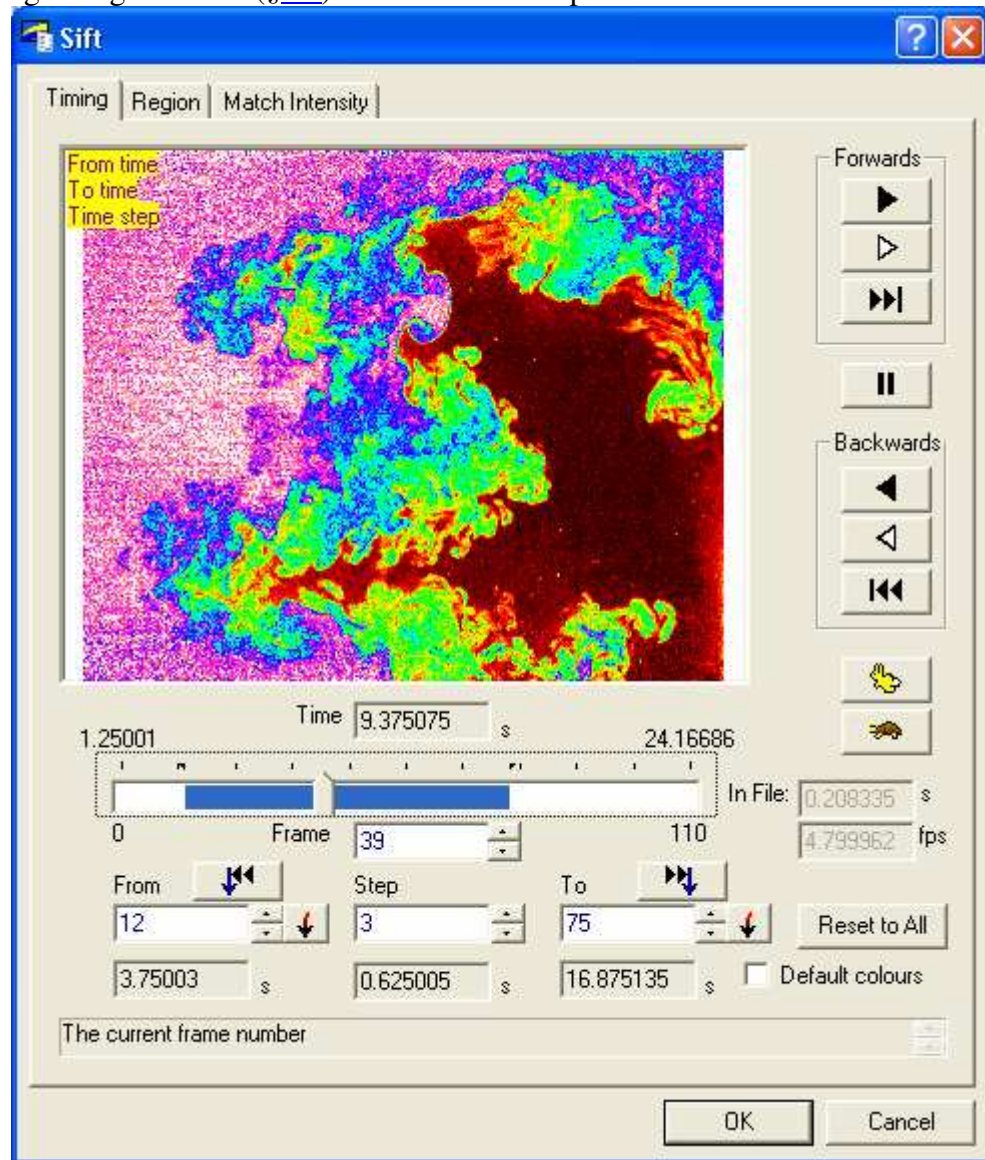 Sift
Timing Region Match Intensity
From time
To time
Time step
Forwards
Backwards
Time 9.375075 s
1.25001 24.16686
In File: 0.208335 s
4.799962 fps
0 Frame 39 110
From Step To
12 3 75 Reset to All
3.75003 s 0.625005 s 16.875135 s Default colours
The current frame number
OK Cancel